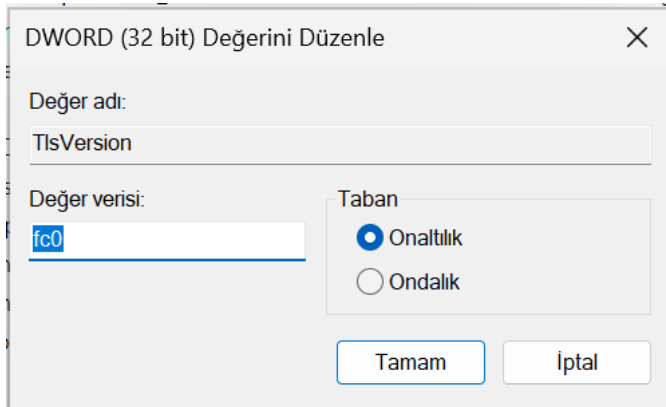 DWORD (32 bit) Değerini Düzenle
Değer adı:
TlsVersion
Değer verisi:
fc0
Taban
Onaltılık
Ondalık
Tamam
İptal